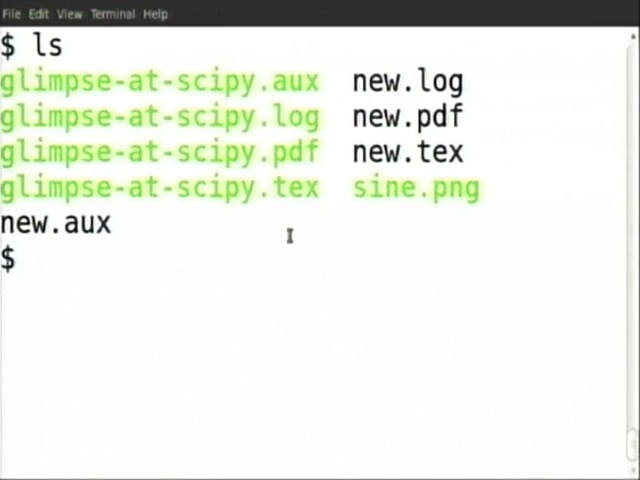 File Edit View Terminal Help
$ ls
glimpse-at-scipy.aux new.log
glimpse-at-scipy.log new.pdf
glimpse-at-scipy.pdf new.tex
glimpse-at-scipy.tex sine.png
new.aux
$